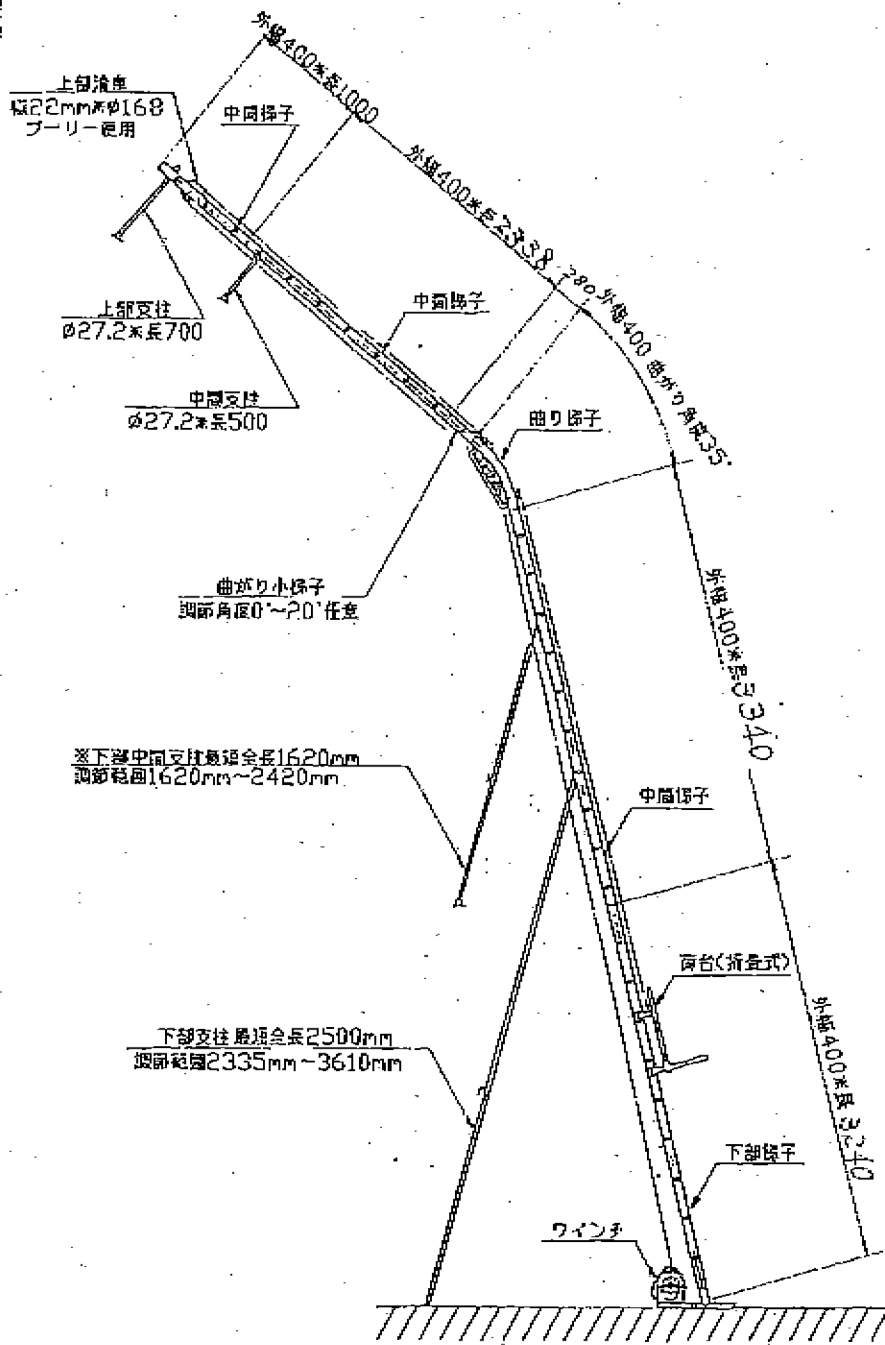 外幅400※長1000
上部滑車
幅22mm※φ168
プーリー使用
中間梯子
外幅400※長2338
280
外幅400 曲がり角度35°
上部支柱
φ27.2※長700
中間梯子
中間支柱
φ27.2※長500
曲り梯子
曲がり小梯子
調節角度0°～20°任意
外幅400※長3340
※下部中間支柱最短全長1620mm
調節範囲1620mm～2420mm
中間梯子
荷台(折畳式)
下部支柱 最短全長2500mm
調節範囲2335mm～3610mm
外幅400※長3240
下部梯子
ウインチ